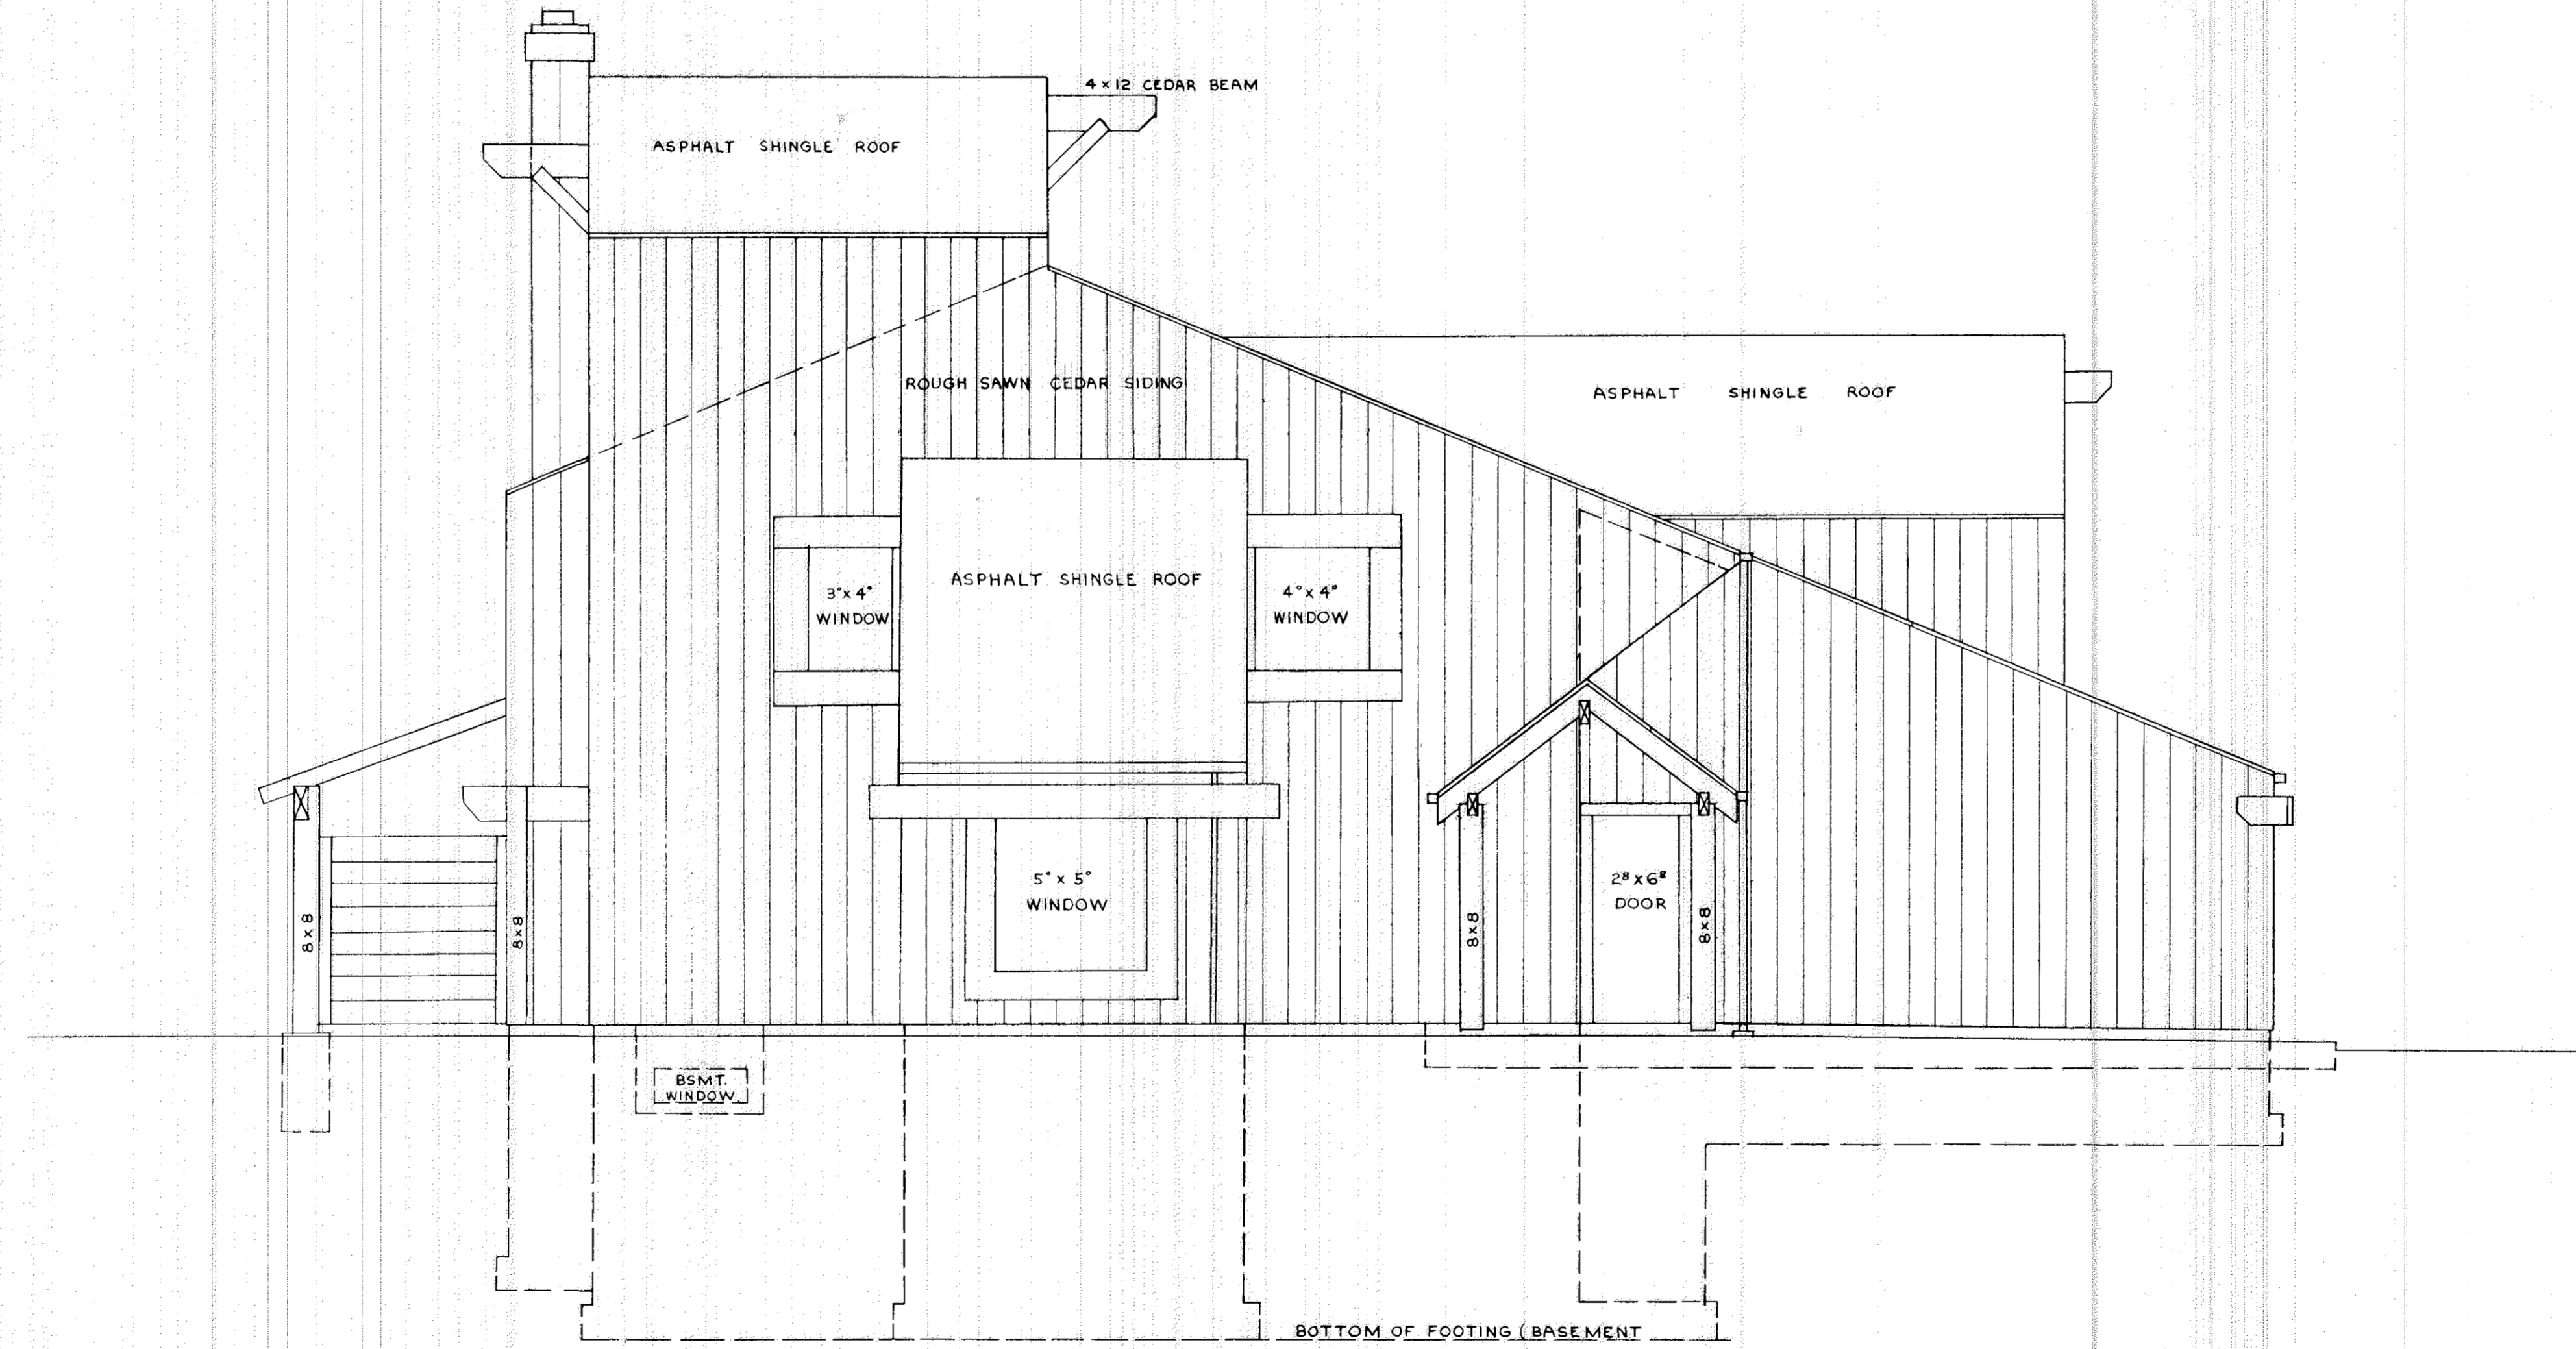 4 x 12 CEDAR BEAM
ASPHALT SHINGLE ROOF
ROUGH SAWN CEDAR SIDING
ASPHALT SHINGLE ROOF
ASPHALT SHINGLE ROOF
3° x 4°
WINDOW
4° x 4°
WINDOW
5° x 5°
WINDOW
2⁸ x 6⁸
DOOR
8 x 8
8 x 8
8 x 8
8 x 8
BSMT.
WINDOW
BOTTOM OF FOOTING (BASEMENT